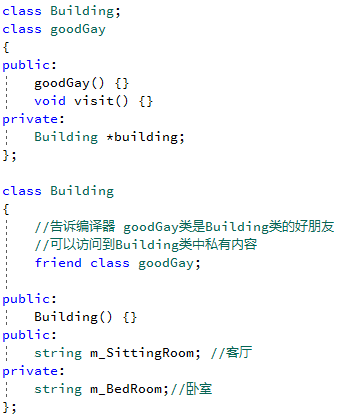 class Building;
class goodGay
{
public:
    goodGay() {}
    void visit() {}
private:
    Building *building;
};

class Building
{
    //告诉编译器 goodGay类是Building类的好朋友
    //可以访问到Building类中私有内容
    friend class goodGay;

public:
    Building() {}
public:
    string m_SittingRoom; //客厅
private:
    string m_BedRoom;//卧室
};